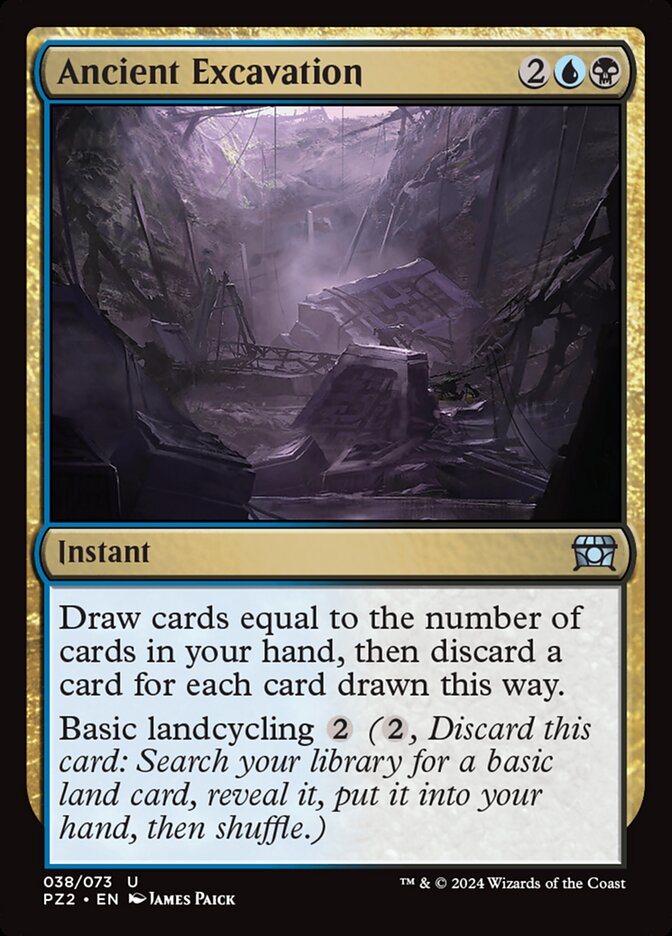 Ancient Excavation 2
Instant
Draw cards equal to the number of
cards in your hand, then discard a
card for each card drawn this way.
Basic landcycling 2 (2, Discard this
card: Search your library for a basic
land card, reveal it, put it into your
hand, then shuffle.)
038/073 U
PZ2 • EN James Paick
™ & © 2024 Wizards of the Coast